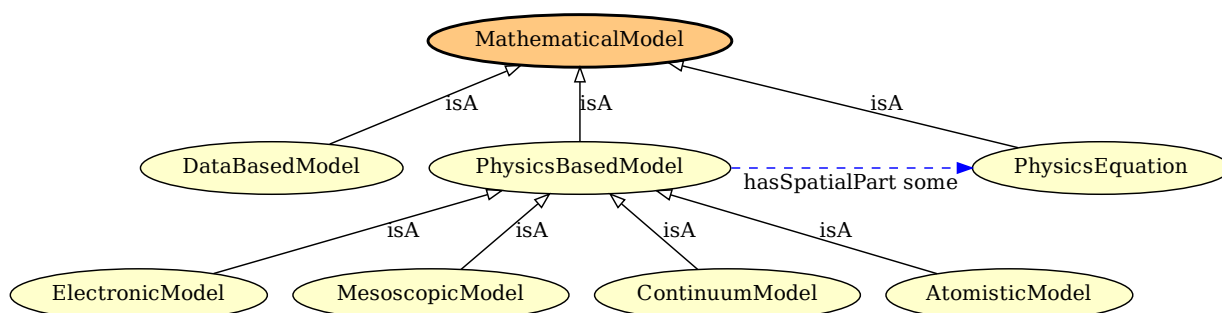 MathematicalModel
isA
isA
isA
DataBasedModel
PhysicsBasedModel
hasSpatialPart some
PhysicsEquation
isA
isA
isA
isA
ElectronicModel
MesoscopicModel
ContinuumModel
AtomisticModel